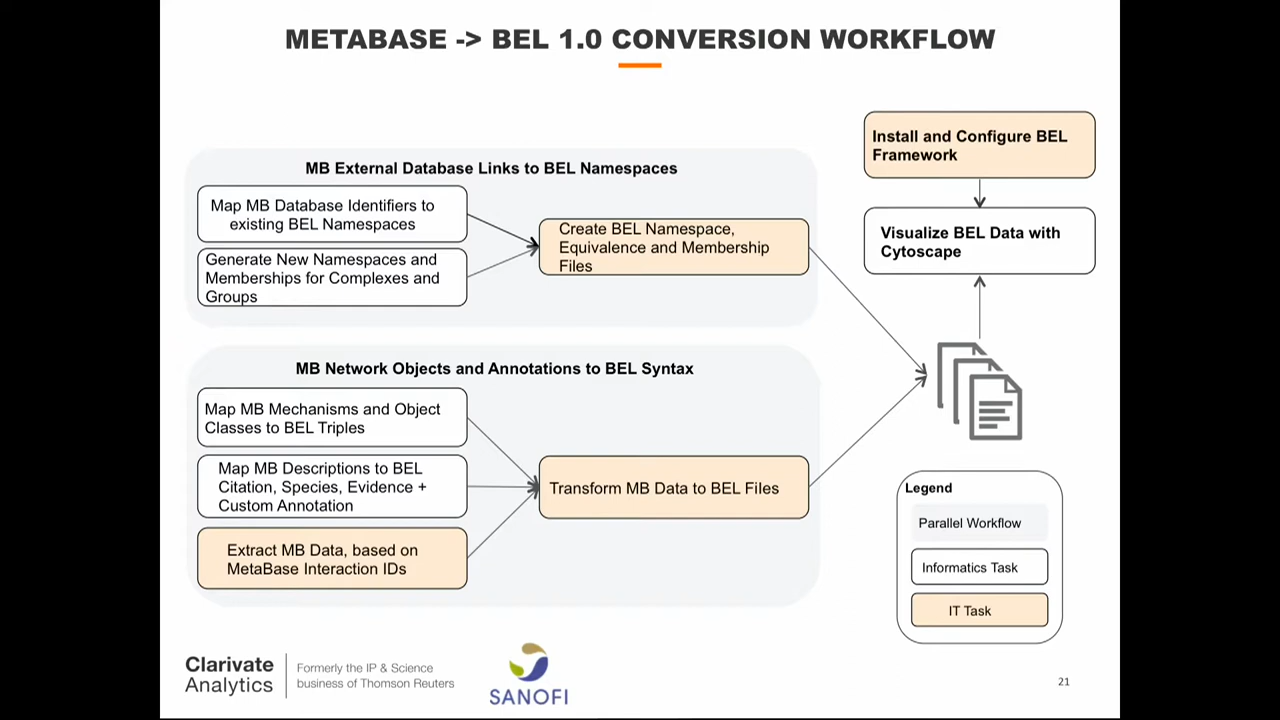 METABASE -> BEL 1.0 CONVERSION WORKFLOW
MB External Database Links to BEL Namespaces
Map MB Database Identifiers to
existing BEL Namespaces
Generate New Namespaces and
Memberships for Complexes and
Groups
Create BEL Namespace,
Equivalence and Membership
Files
Install and Configure BEL
Framework
Visualize BEL Data with
Cytoscape
MB Network Objects and Annotations to BEL Syntax
Map MB Mechanisms and Object
Classes to BEL Triples
Map MB Descriptions to BEL
Citation, Species, Evidence +
Custom Annotation
Extract MB Data, based on
MetaBase Interaction IDs
Transform MB Data to BEL Files
Legend
Parallel Workflow
Informatics Task
IT Task
Clarivate
Analytics
Formerly the IP & Science
business of Thomson Reuters
SANOFI
21